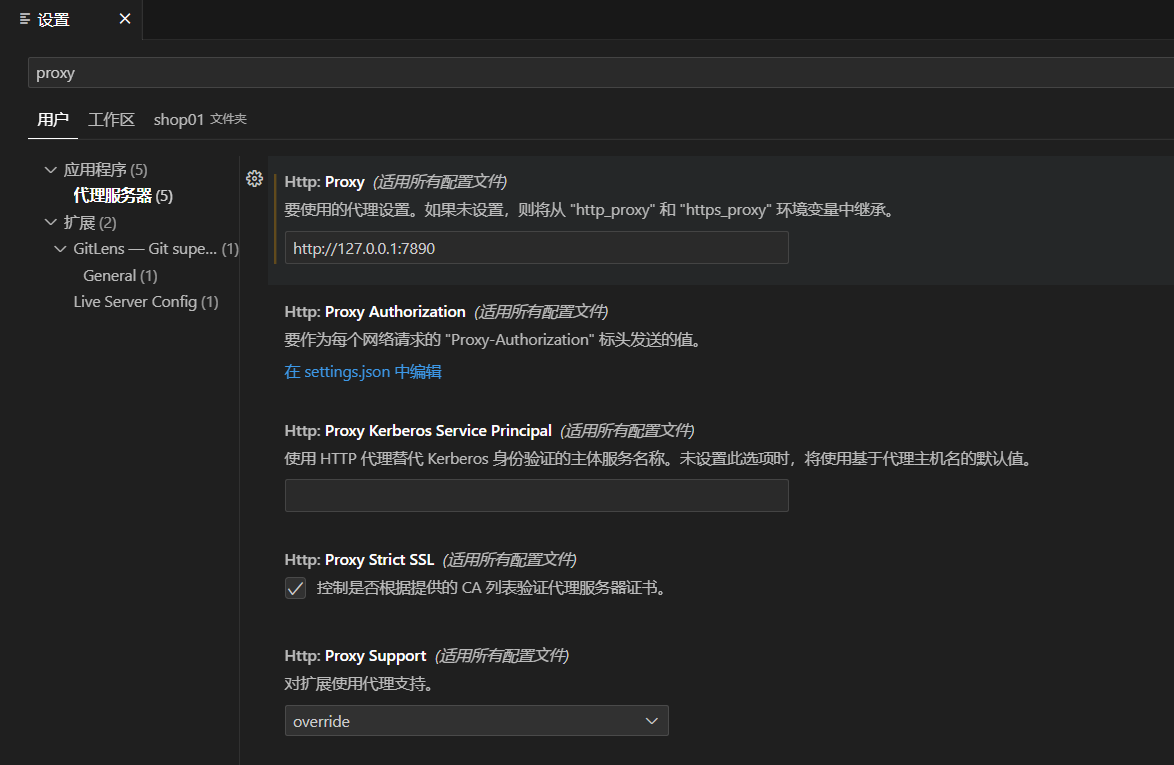 设置
proxy
用户 工作区 shop01 文件夹
应用程序 (5)
代理服务器 (5)
扩展 (2)
GitLens — Git supe... (1)
General (1)
Live Server Config (1)
Http: Proxy (适用所有配置文件)
要使用的代理设置。如果未设置，则将从 "http_proxy" 和 "https_proxy" 环境变量中继承。
http://127.0.0.1:7890
Http: Proxy Authorization (适用所有配置文件)
要作为每个网络请求的 "Proxy-Authorization" 标头发送的值。
在 settings.json 中编辑
Http: Proxy Kerberos Service Principal (适用所有配置文件)
使用 HTTP 代理替代 Kerberos 身份验证的主体服务名称。未设置此选项时，将使用基于代理主机名的默认值。
Http: Proxy Strict SSL (适用所有配置文件)
控制是否根据提供的 CA 列表验证代理服务器证书。
Http: Proxy Support (适用所有配置文件)
对扩展使用代理支持。
override